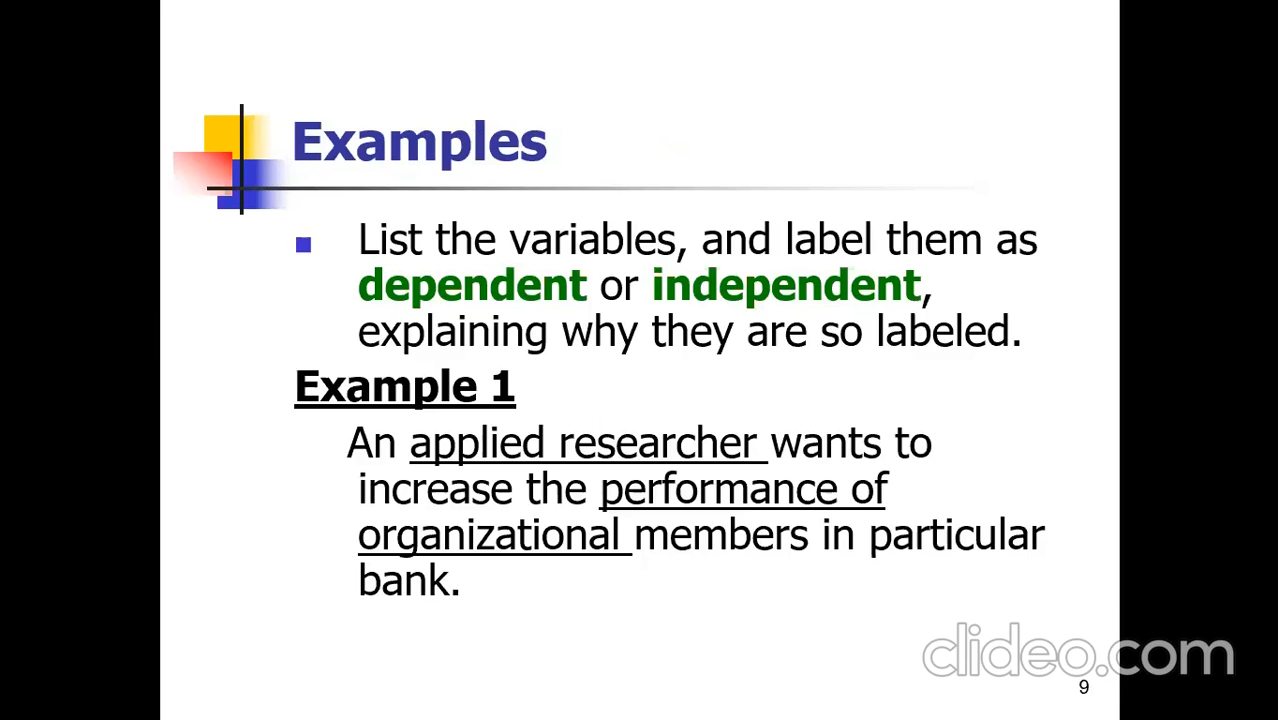 Examples
List the variables, and label them as
dependent or independent,
explaining why they are so labeled.
Example 1
An applied researcher wants to
increase the performance of
organizational members in particular
bank.
clideo.com
9